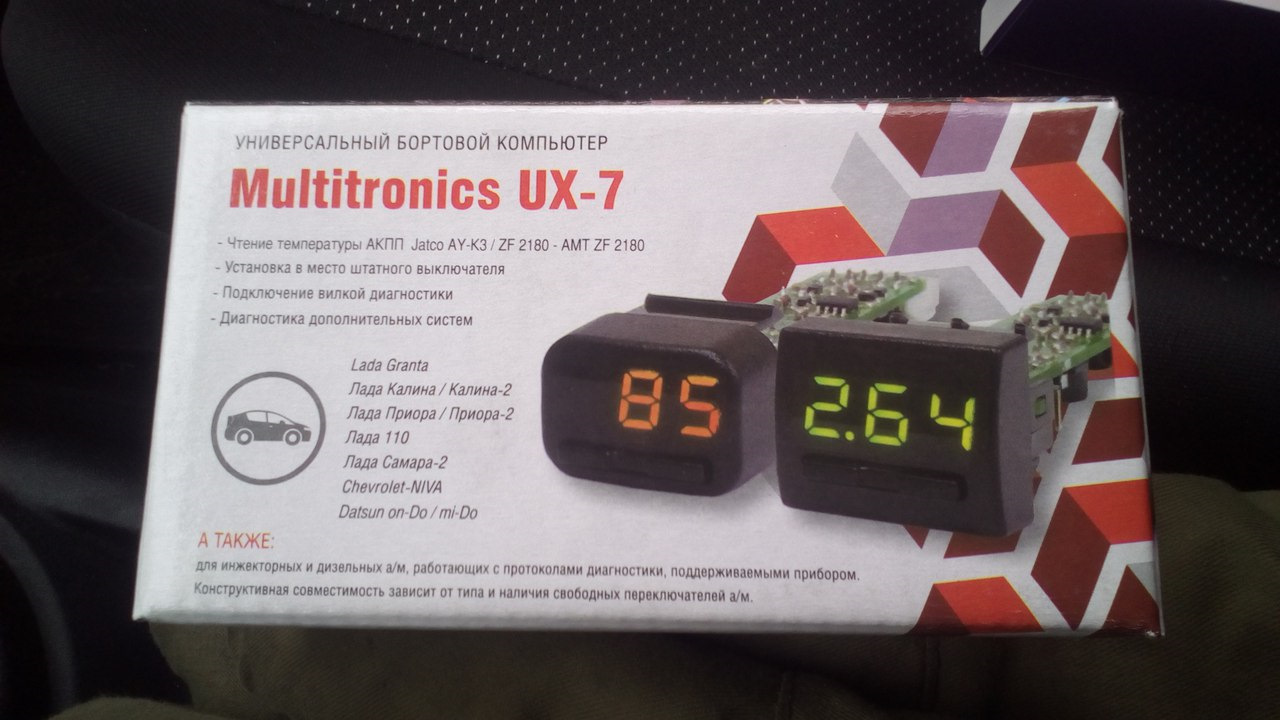 УНИВЕРСАЛЬНЫЙ БОРТОВОЙ КОМПЬЮТЕР
Multitronics UX-7
- Чтение температуры АКПП Jatco AY-K3 / ZF 2180 - АМТ ZF 2180
- Установка в место штатного выключателя
- Подключение вилкой диагностики
- Диагностика дополнительных систем
Lada Granta
Лада Калина / Калина-2
Лада Приора / Приора-2
Лада 110
Лада Самара-2
Chevrolet-NIVA
Datsun on-Do / mi-Do
85
2.64
А ТАКЖЕ:
для инжекторных и дизельных а/м, работающих с протоколами диагностики, поддерживаемыми прибором.
Конструктивная совместимость зависит от типа и наличия свободных переключателей а/м.